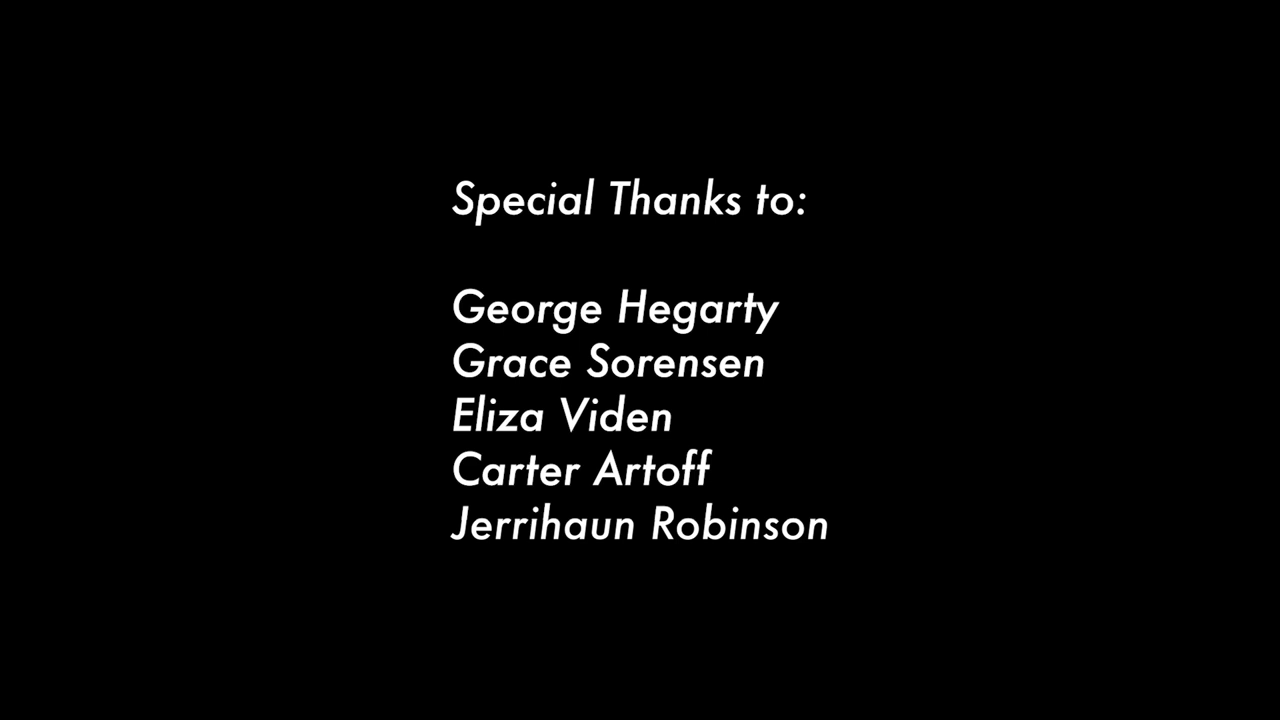 Special Thanks to:
George Hegarty
Grace Sorensen
Eliza Viden
Carter Artoff
Jerrihaun Robinson